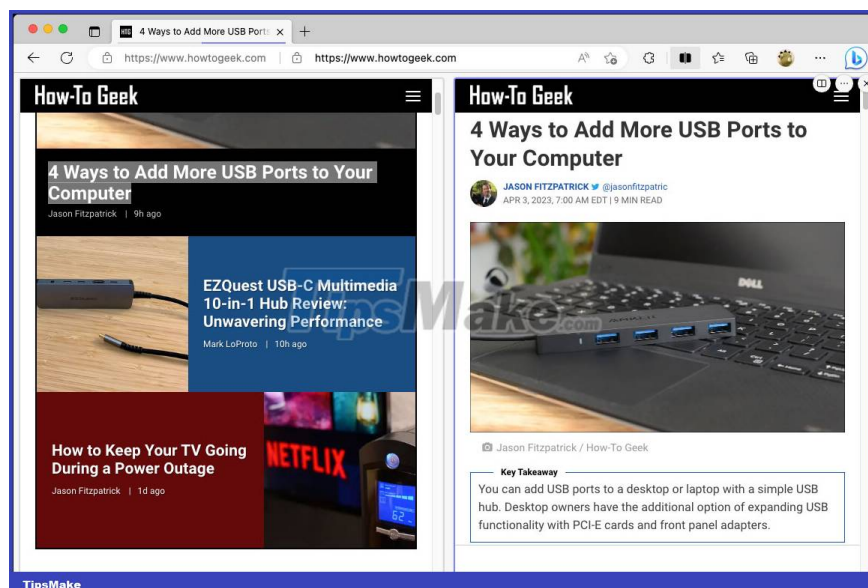 HTG
4 Ways to Add More USB Ports
https://www.howtogeek.com
https://www.howtogeek.com
How-To Geek
4 Ways to Add More USB Ports to Your
Computer
Jason Fitzpatrick | 9h ago
EZQuest USB-C Multimedia
10-in-1 Hub Review:
Unwavering Performance
Mark LoProto | 10h ago
How to Keep Your TV Going
During a Power Outage
Jason Fitzpatrick | 1d ago
NETFLIX
62
How-To Geek
4 Ways to Add More USB Ports to
Your Computer
JASON FITZPATRICK @jasonfitzpatric
APR 3, 2023, 7:00 AM EDT | 9 MIN READ
DELL
ANKER
Jason Fitzpatrick / How-To Geek
Key Takeaway
You can add USB ports to a desktop or laptop with a simple USB
hub. Desktop owners have the additional option of expanding USB
functionality with PCI-E cards and front panel adapters.
TipsMake.com
TipsMake